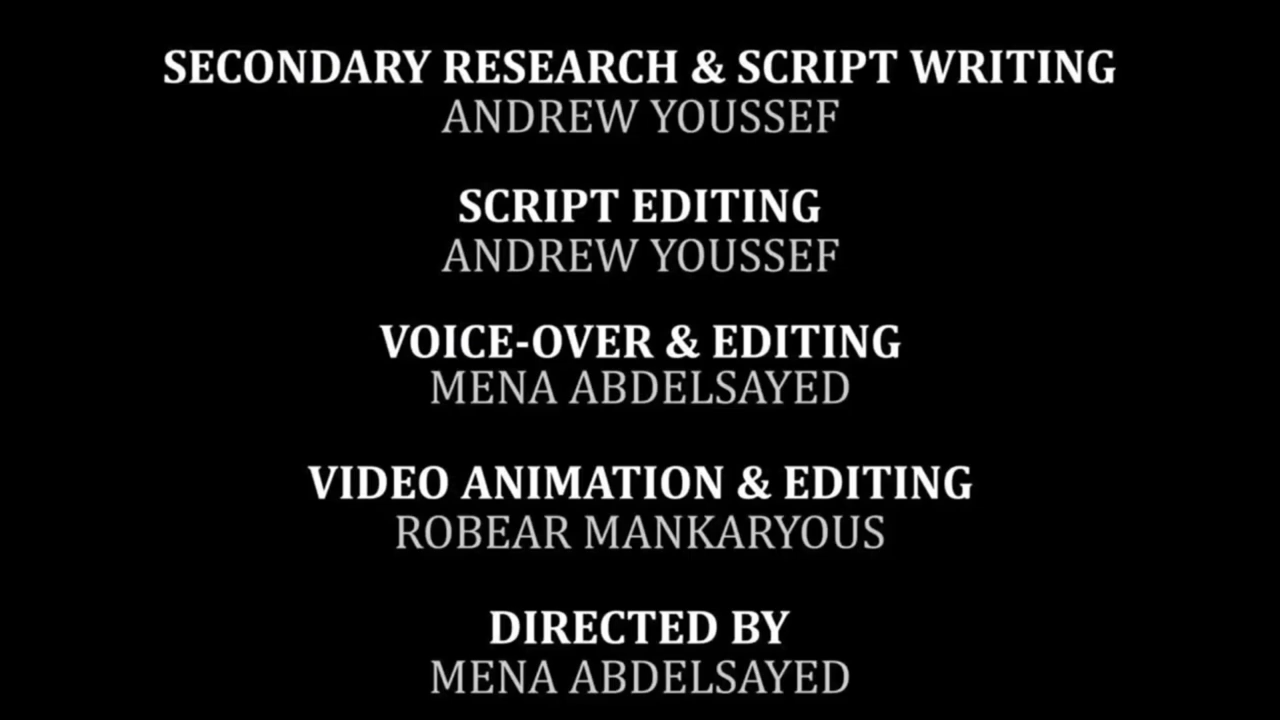 SECONDARY RESEARCH & SCRIPT WRITING
ANDREW YOUSSEF
SCRIPT EDITING
ANDREW YOUSSEF
VOICE-OVER & EDITING
MENA ABDELSAYED
VIDEO ANIMATION & EDITING
ROBEAR MANKARYOUS
DIRECTED BY
MENA ABDELSAYED